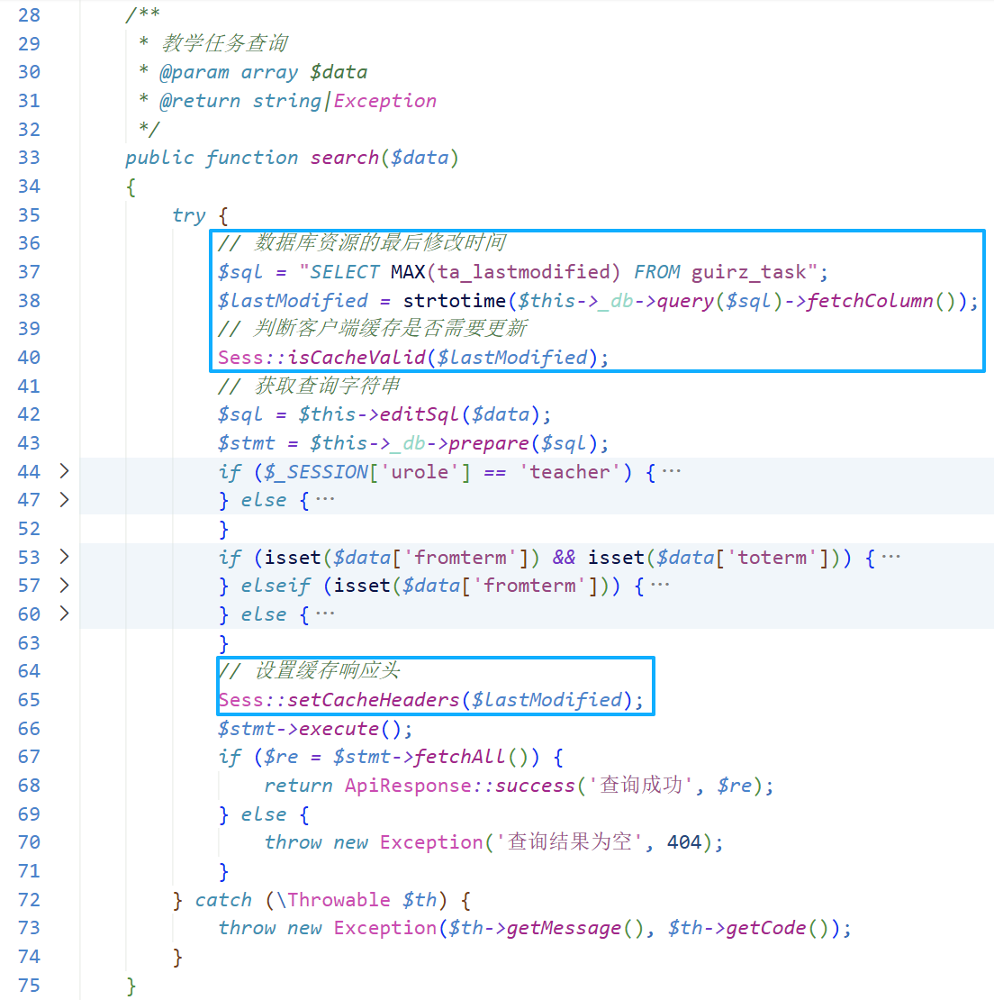 28 /**
29 * 教学任务查询
30 * @param array $data
31 * @return string|Exception
32 */
33 public function search($data)
34 {
35 try {
36 // 数据库资源的最后修改时间
37 $sql = "SELECT MAX(ta_lastmodified) FROM guirz_task";
38 $lastModified = strtotime($this->_db->query($sql)->fetchColumn());
39 // 判断客户端缓存是否需要更新
40 Sess::isCacheValid($lastModified);
41 // 获取查询字符串
42 $sql = $this->editSql($data);
43 $stmt = $this->_db->prepare($sql);
44 if ($_SESSION['urole'] == 'teacher') { ···
47 } else { ···
52 }
53 if (isset($data['fromterm']) && isset($data['toterm'])) { ···
57 } elseif (isset($data['fromterm'])) { ···
60 } else { ···
63 }
64 // 设置缓存响应头
65 Sess::setCacheHeaders($lastModified);
66 $stmt->execute();
67 if ($re = $stmt->fetchAll()) {
68 return ApiResponse::success('查询成功', $re);
69 } else {
70 throw new Exception('查询结果为空', 404);
71 }
72 } catch (\Throwable $th) {
73 throw new Exception($th->getMessage(), $th->getCode());
74 }
75 }